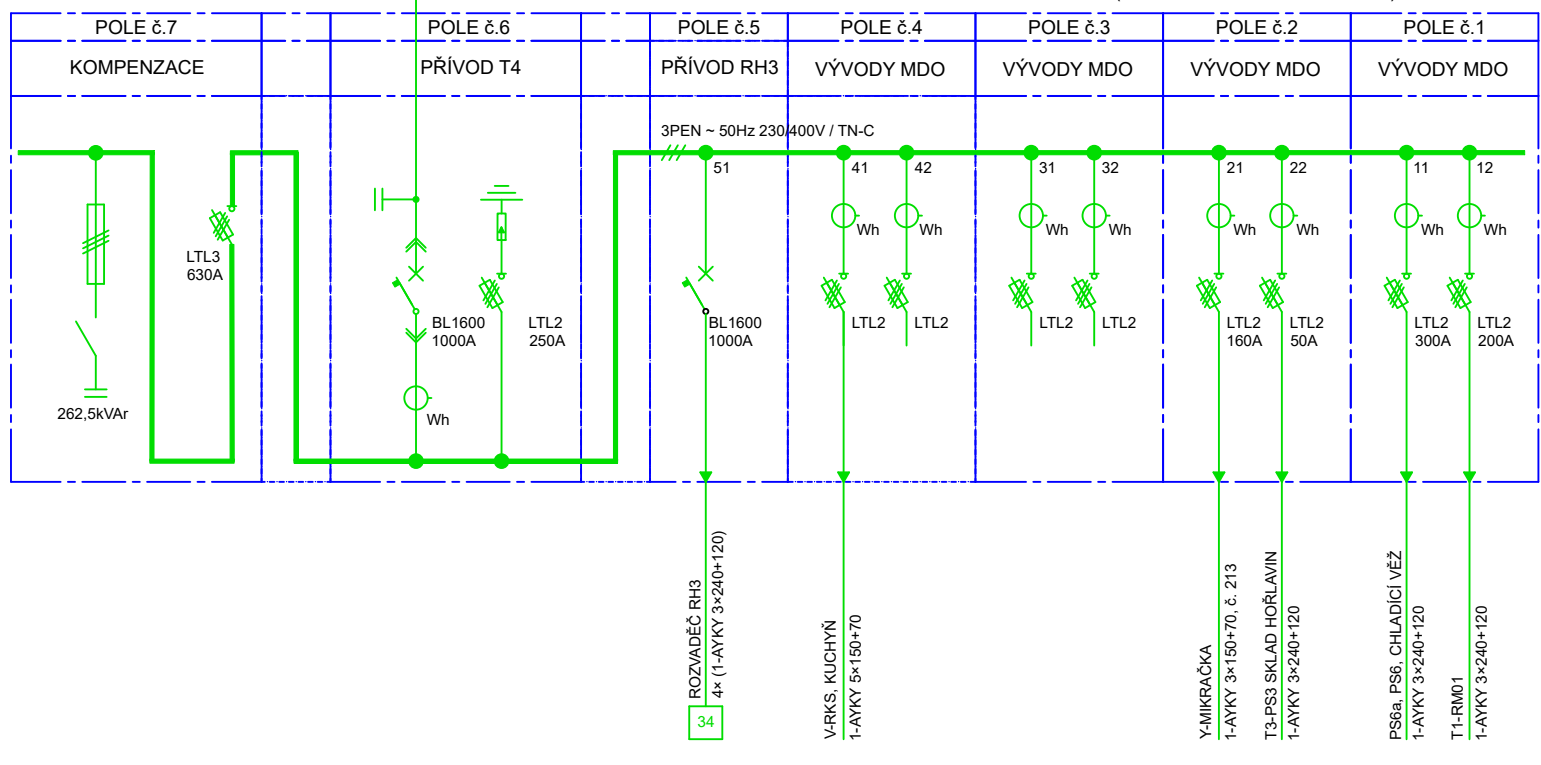 POLE č.7
POLE č.6
POLE č.5
POLE č.4
POLE č.3
POLE č.2
POLE č.1
KOMPENZACE
PŘÍVOD T4
PŘÍVOD RH3
VÝVODY MDO
VÝVODY MDO
VÝVODY MDO
VÝVODY MDO
3PEN ~ 50Hz 230/400V / TN-C
51
41
42
31
32
21
22
11
12
Wh
Wh
Wh
Wh
Wh
Wh
Wh
Wh
LTL3
630A
BL1600
1000A
LTL2
250A
BL1600
1000A
LTL2
LTL2
LTL2
LTL2
LTL2
160A
LTL2
50A
LTL2
300A
LTL2
200A
262,5kVAr
Wh
ROZVADĚČ RH3
4× (1-AYKY 3×240+120)
34
V-RKS, KUCHYŇ
1-AYKY 5×150+70
Y-MIKRAČKA
1-AYKY 3×150+70, č. 213
T3-PS3 SKLAD HOŘLAVIN
1-AYKY 3×240+120
PS6a, PS6, CHLADÍCÍ VĚŽ
1-AYKY 3×240+120
T1-RM01
1-AYKY 3×240+120